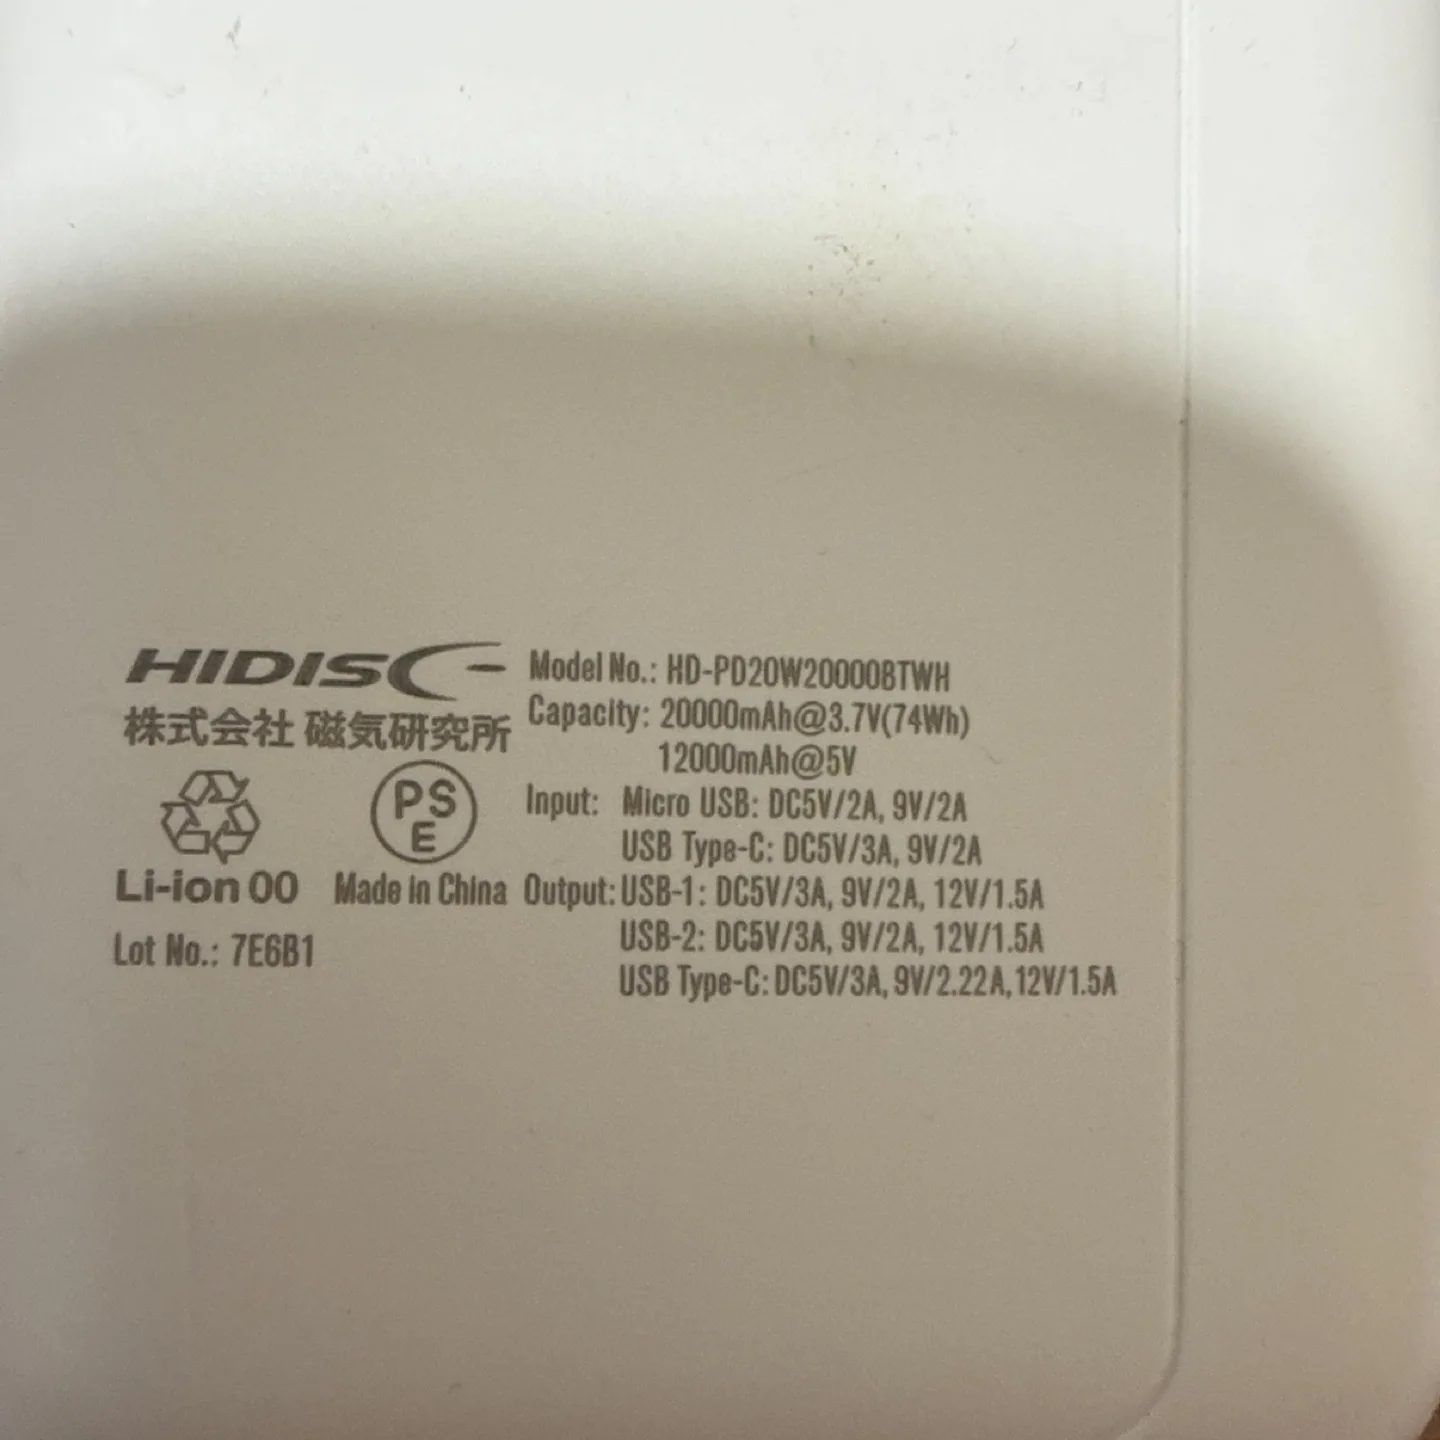 HIDISC
株式会社 磁気研究所
PSE
Li-ion 00
Made in China
Lot No.: 7E6B1
Model No.: HD-PD20W20000BTWH
Capacity: 20000mAh@3.7V(74Wh)
12000mAh@5V
Input: Micro USB: DC5V/2A, 9V/2A
USB Type-C: DC5V/3A, 9V/2A
Output: USB-1: DC5V/3A, 9V/2A, 12V/1.5A
USB-2: DC5V/3A, 9V/2A, 12V/1.5A
USB Type-C: DC5V/3A, 9V/2.22A, 12V/1.5A